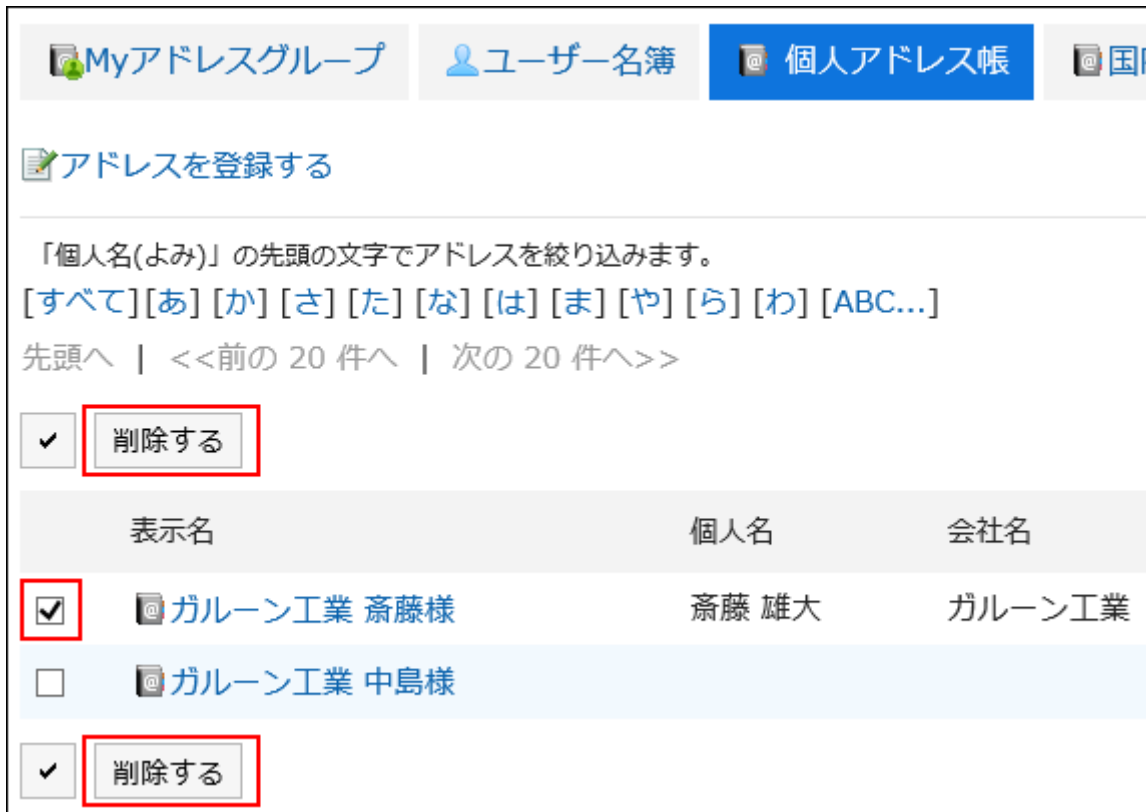 Myアドレスグループ ユーザー名簿 個人アドレス帳 国
アドレスを登録する
「個人名(よみ)」の先頭の文字でアドレスを絞り込みます。
[すべて][あ] [か] [さ] [た] [な] [は] [ま] [や] [ら] [わ] [ABC...]
先頭へ | <<前の 20 件へ | 次の 20 件へ>>
削除する
表示名 個人名 会社名
ガルーン工業 斎藤様 斎藤 雄大 ガルーン工業
ガルーン工業 中島様
削除する